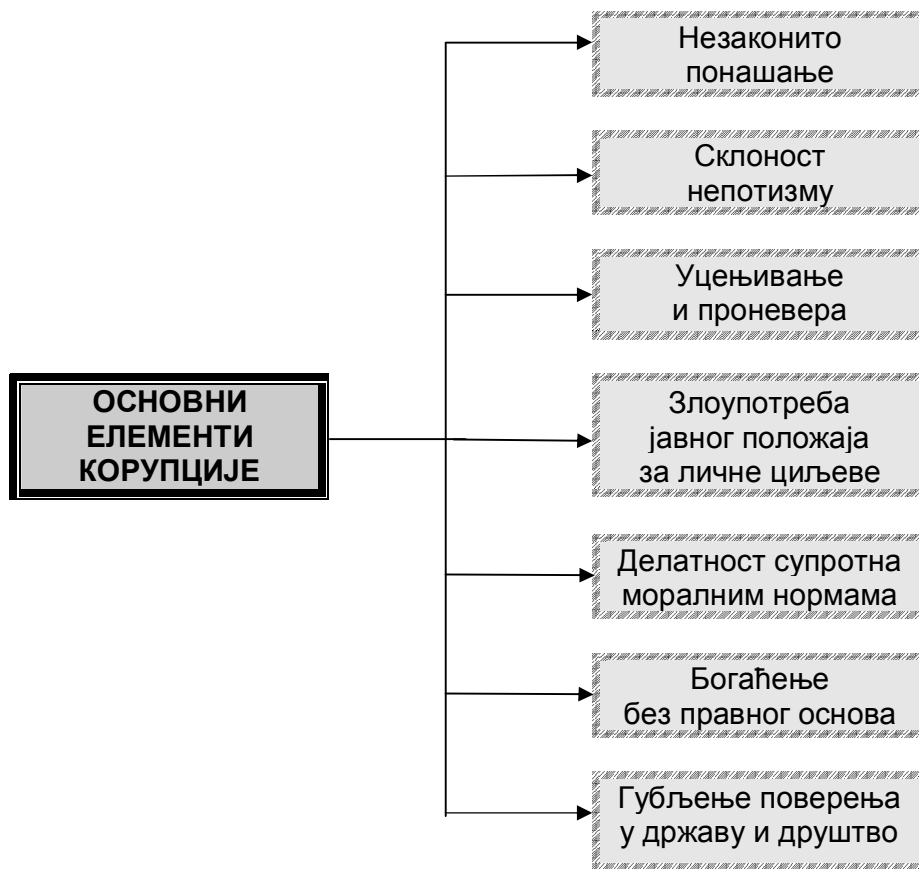 Незаконито
понашање
Склоност
непотизму
Уцењивање
и проневера
ОСНОВНИ
ЕЛЕМЕНТИ
КОРУПЦИЈЕ
Злоупотреба
јавног положаја
за личне циљеве
Делатност супротна
моралним нормама
Богаћење
без правног основа
Губљење поверења
у државу и друштво